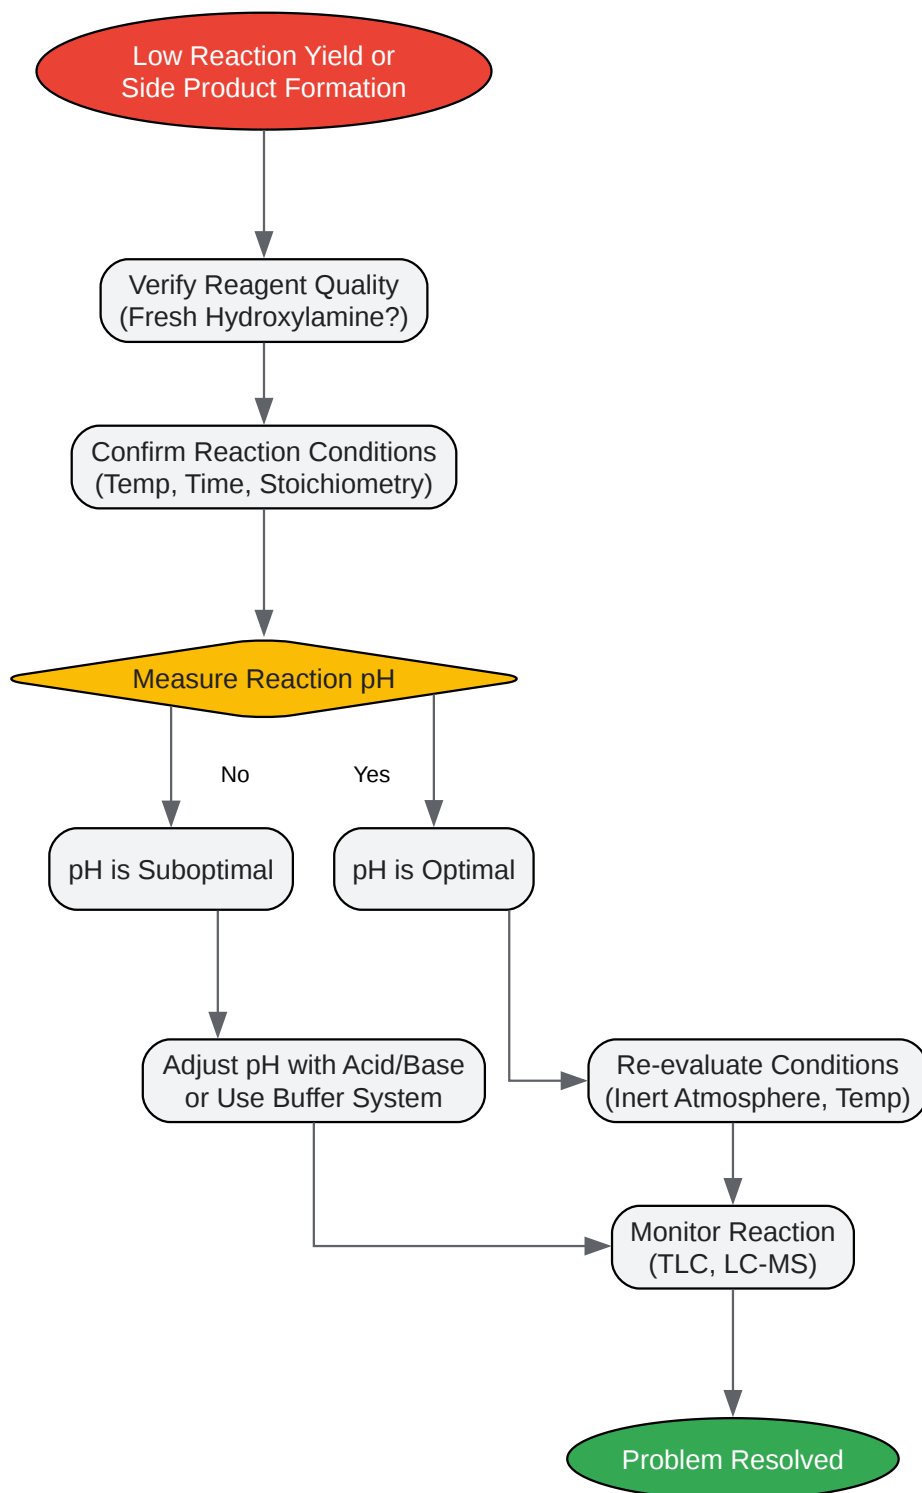 Low Reaction Yield or
Side Product Formation
Verify Reagent Quality
(Fresh Hydroxylamine?)
Confirm Reaction Conditions
(Temp, Time, Stoichiometry)
Measure Reaction pH
No
Yes
pH is Suboptimal
pH is Optimal
Adjust pH with Acid/Base
or Use Buffer System
Re-evaluate Conditions
(Inert Atmosphere, Temp)
Monitor Reaction
(TLC, LC-MS)
Problem Resolved